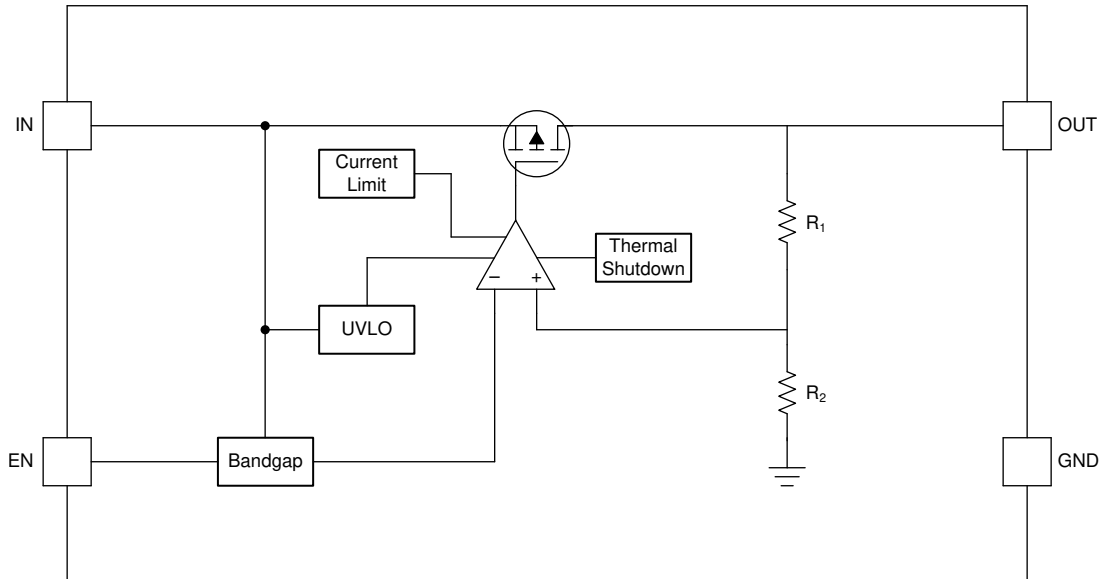 IN
OUT
Current
Limit
R₁
Thermal
Shutdown
− +
UVLO
R₂
EN
Bandgap
GND